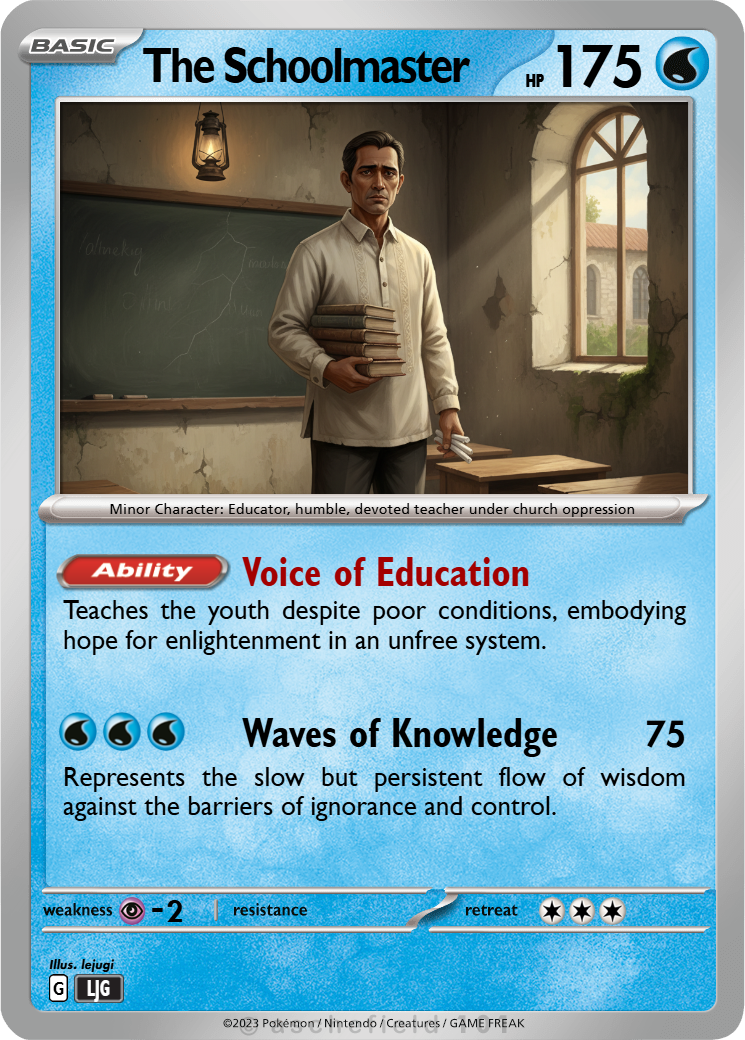 BASIC The Schoolmaster HP 175
Minor Character: Educator, humble, devoted teacher under church oppression
Ability Voice of Education
Teaches the youth despite poor conditions, embodying
hope for enlightenment in an unfree system.
Waves of Knowledge 75
Represents the slow but persistent flow of wisdom
against the barriers of ignorance and control.
weakness -2 resistance retreat
Illus. lejugi
G LJG
©2023 Pokémon / Nintendo / Creatures / GAME FREAK